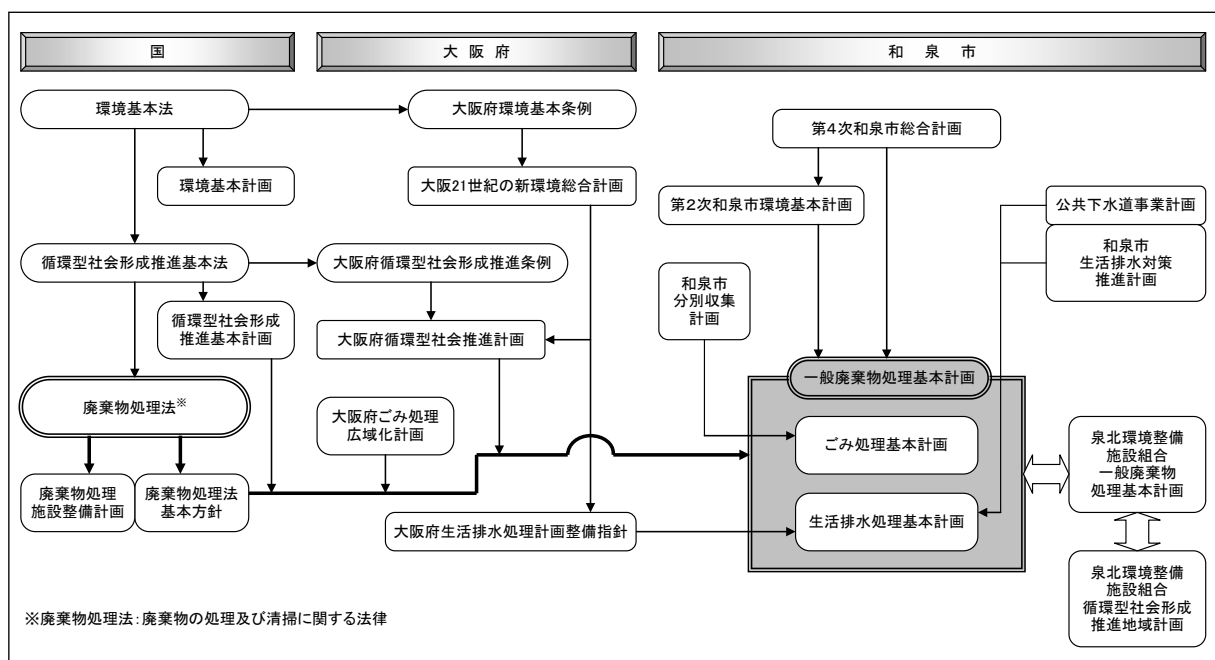 国
大阪府
和泉市
環境基本法
大阪府環境基本条例
第4次和泉市総合計画
環境基本計画
大阪21世紀の新環境総合計画
第2次和泉市環境基本計画
公共下水道事業計画
和泉市
生活排水対策
推進計画
循環型社会形成推進基本法
大阪府循環型社会形成推進条例
和泉市
分別収集
計画
循環型社会形成
推進基本計画
大阪府循環型社会推進計画
一般廃棄物処理基本計画
廃棄物処理法※
大阪府ごみ処理
広域化計画
ごみ処理基本計画
泉北環境整備
施設組合
一般廃棄物
処理基本計画
廃棄物処理
施設整備計画
廃棄物処理法
基本方針
大阪府生活排水処理計画整備指針
生活排水処理基本計画
泉北環境整備
施設組合
循環型社会形成
推進地域計画
※廃棄物処理法:廃棄物の処理及び清掃に関する法律